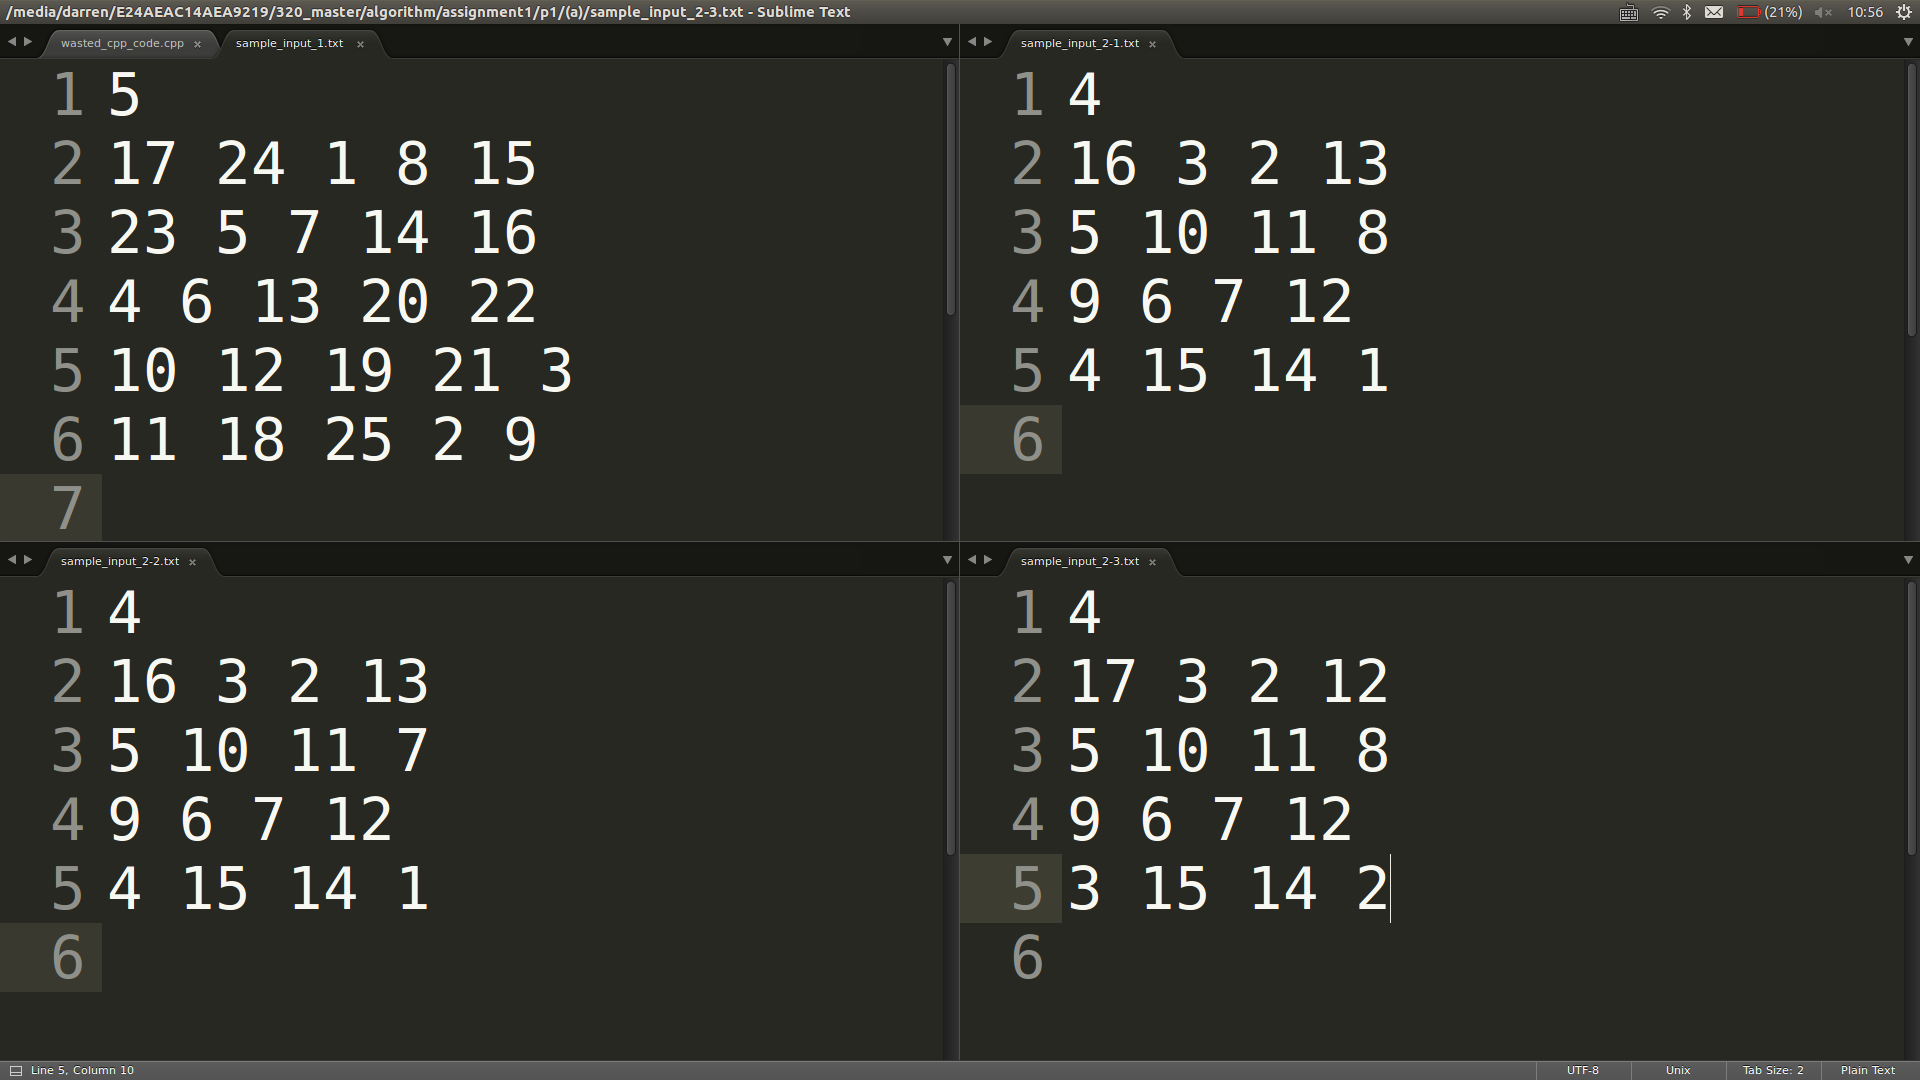 /media/darren/E24AEAC14AEA9219/320_master/algorithm/assignment1/p1/(a)/sample_input_2-3.txt - Sublime Text (21%) 10:56
wasted_cpp_code.cpp × sample_input_1.txt ×
1 5
2 17 24 1 8 15
3 23 5 7 14 16
4 4 6 13 20 22
5 10 12 19 21 3
6 11 18 25 2 9
7
sample_input_2-1.txt ×
1 4
2 16 3 2 13
3 5 10 11 8
4 9 6 7 12
5 4 15 14 1
6
sample_input_2-2.txt ×
1 4
2 16 3 2 13
3 5 10 11 7
4 9 6 7 12
5 4 15 14 1
6
sample_input_2-3.txt ×
1 4
2 17 3 2 12
3 5 10 11 8
4 9 6 7 12
5 3 15 14 2
6
Line 5, Column 10 UTF-8 Unix Tab Size: 2 Plain Text